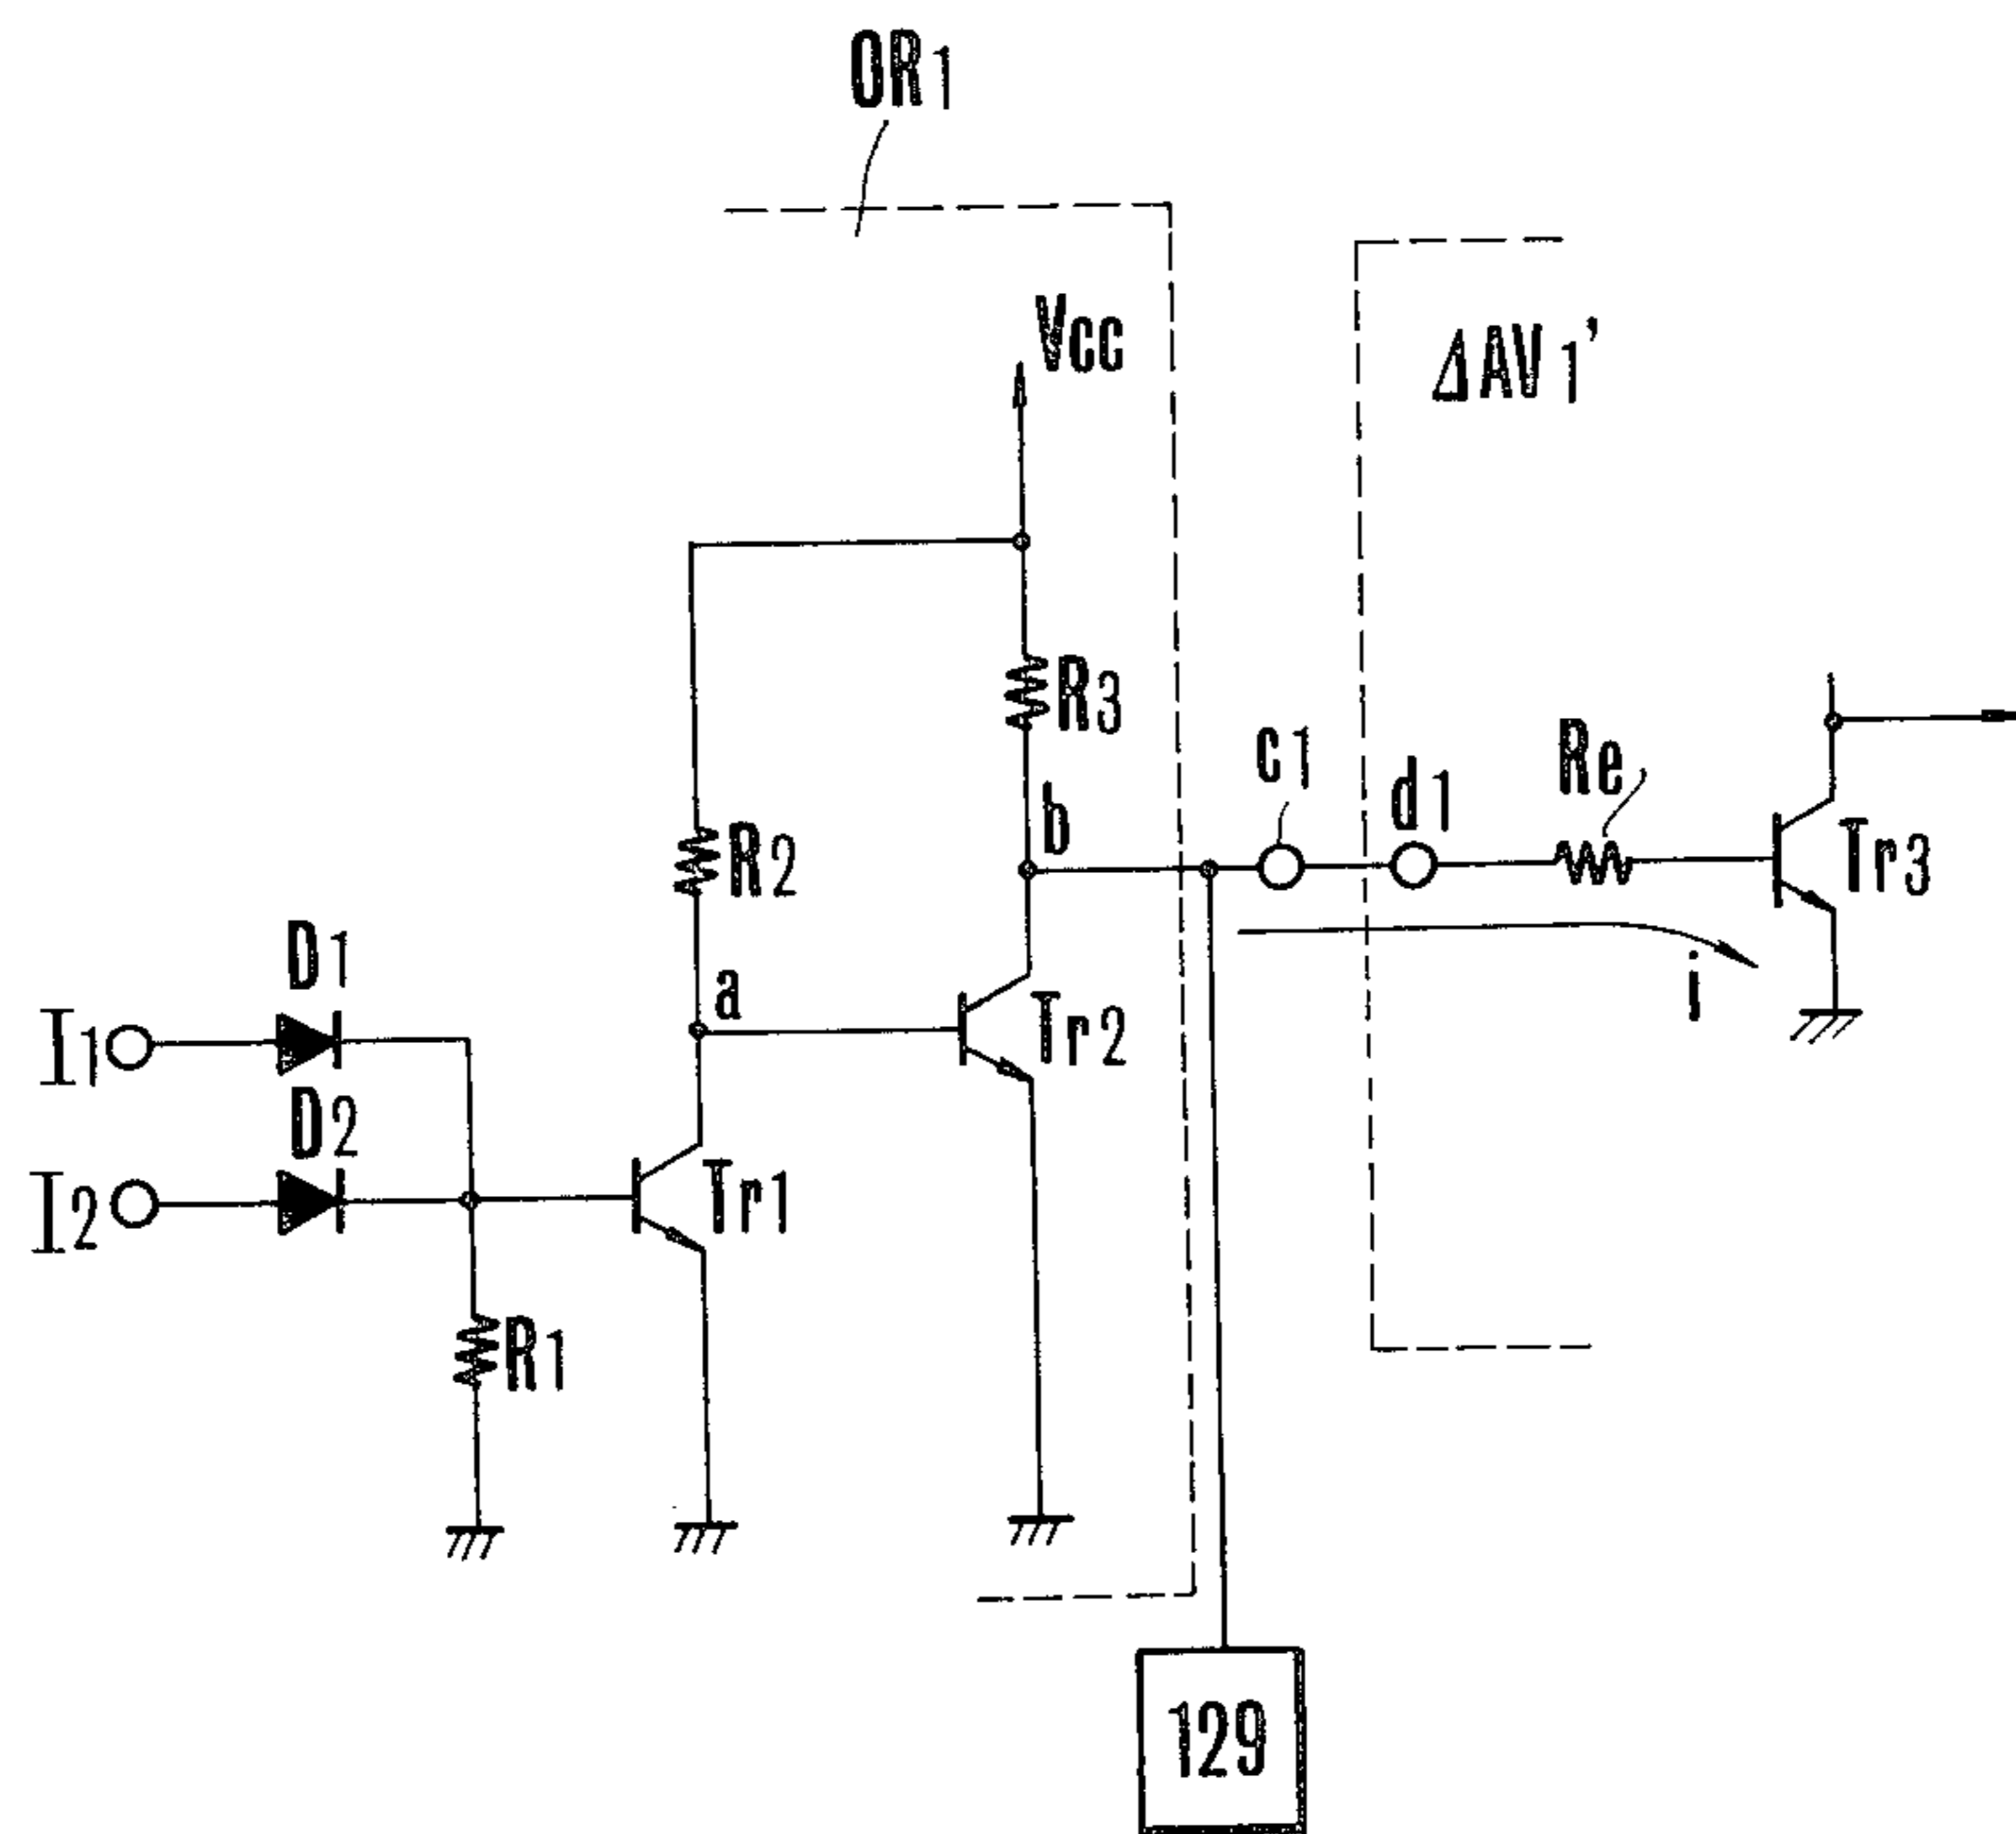 OR1
Vcc
ΔAV1'
R3
c1
Re
b
d1
R2
Tr3
D1
a
i
I1
Tr2
D2
I2
Tr1
R1
129